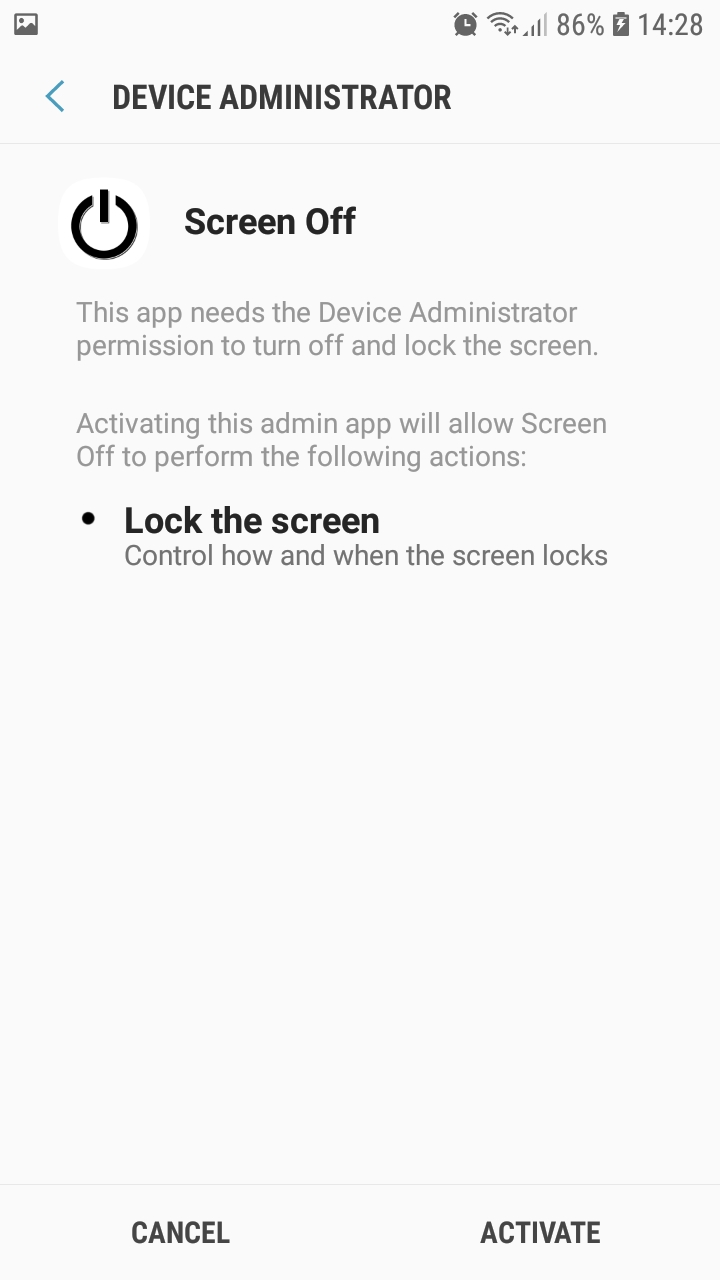 86% 14:28
DEVICE ADMINISTRATOR
Screen Off
This app needs the Device Administrator
permission to turn off and lock the screen.
Activating this admin app will allow Screen
Off to perform the following actions:
• Lock the screen
Control how and when the screen locks
CANCEL ACTIVATE